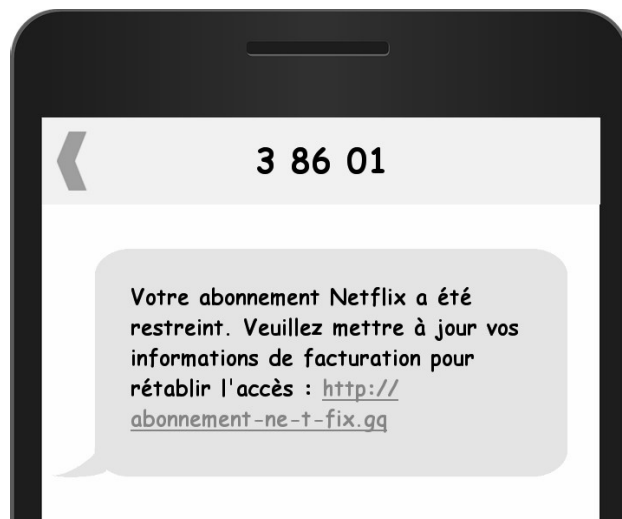 3 86 01
Votre abonnement Netflix a été
restreint. Veuillez mettre à jour vos
informations de facturation pour
rétablir l'accès : http://
abonnement-ne-t-fix.gq